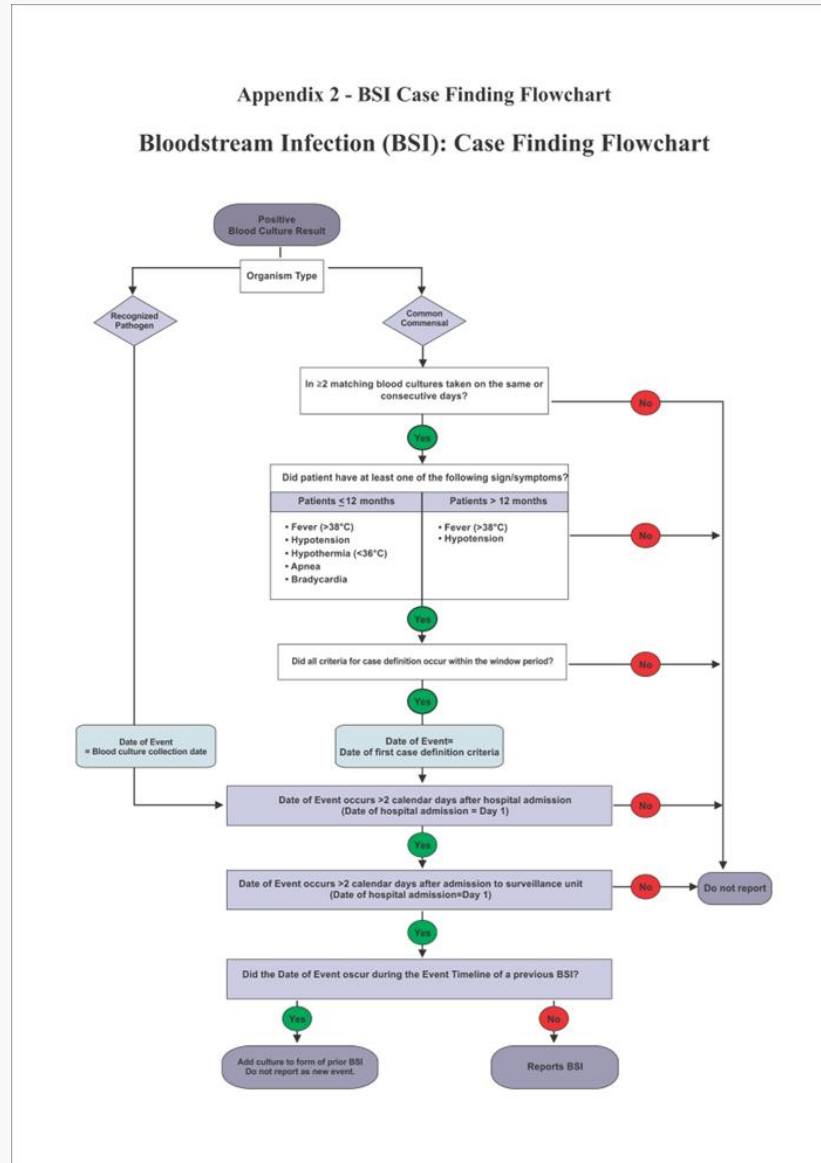 Appendix 2 - BSI Case Finding Flowchart
Bloodstream Infection (BSI): Case Finding Flowchart
Positive
Blood Culture Result
Organism Type
Recognized
Pathogen
Common
Commensal
In ≥2 matching blood cultures taken on the same or
consecutive days?
No
Yes
Did patient have at least one of the following sign/symptoms?
Patients ≤12 months
Patients > 12 months
• Fever (>38°C)
• Hypotension
• Hypothermia (<36°C)
• Apnea
• Bradycardia
• Fever (>38°C)
• Hypotension
No
Yes
Did all criteria for case definition occur within the window period?
No
Yes
Date of Event
= Blood culture collection date
Date of Event=
Date of first case definition criteria
Date of Event occurs >2 calendar days after hospital admission
(Date of hospital admission = Day 1)
No
Yes
Date of Event occurs >2 calendar days after admission to surveillance unit
(Date of hospital admission=Day 1)
No
Do not report
Yes
Did the Date of Event oscur during the Event Timeline of a previous BSI?
Yes
No
Add culture to form of prior BSI
Do not report as new event.
Reports BSI